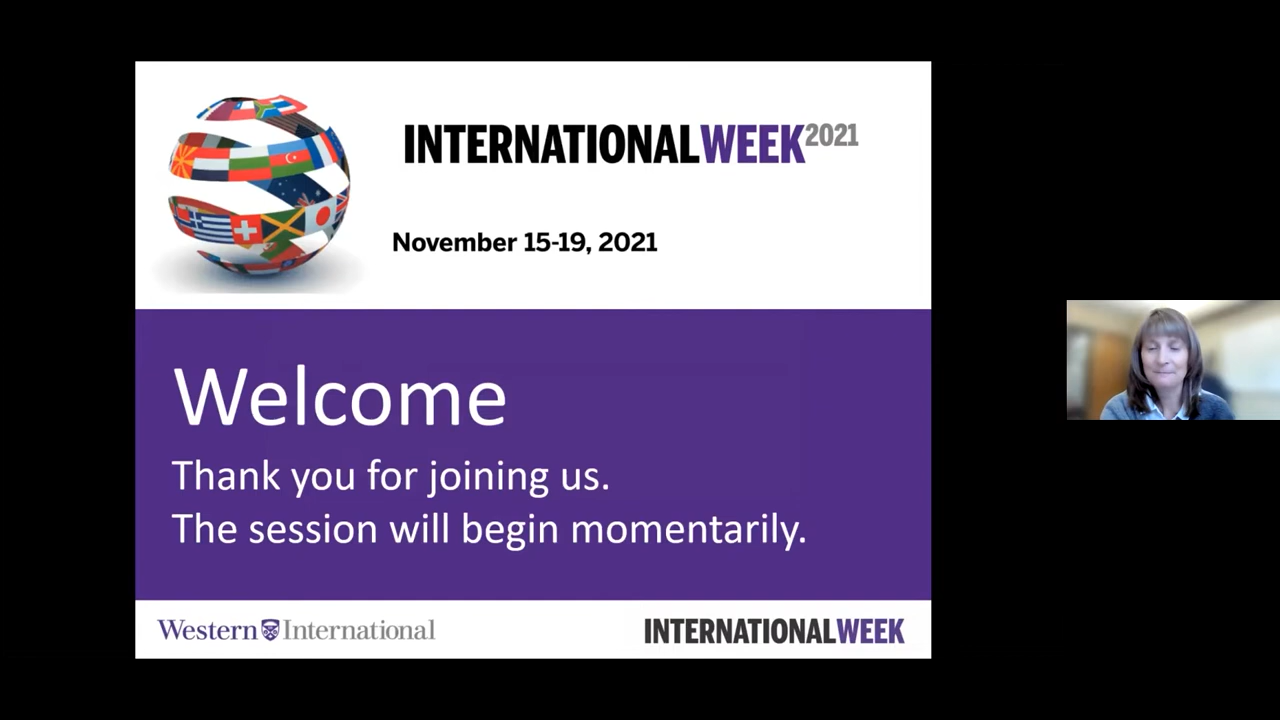 INTERNATIONALWEEK2021
November 15-19, 2021
Welcome
Thank you for joining us.
The session will begin momentarily.
Western International
INTERNATIONALWEEK